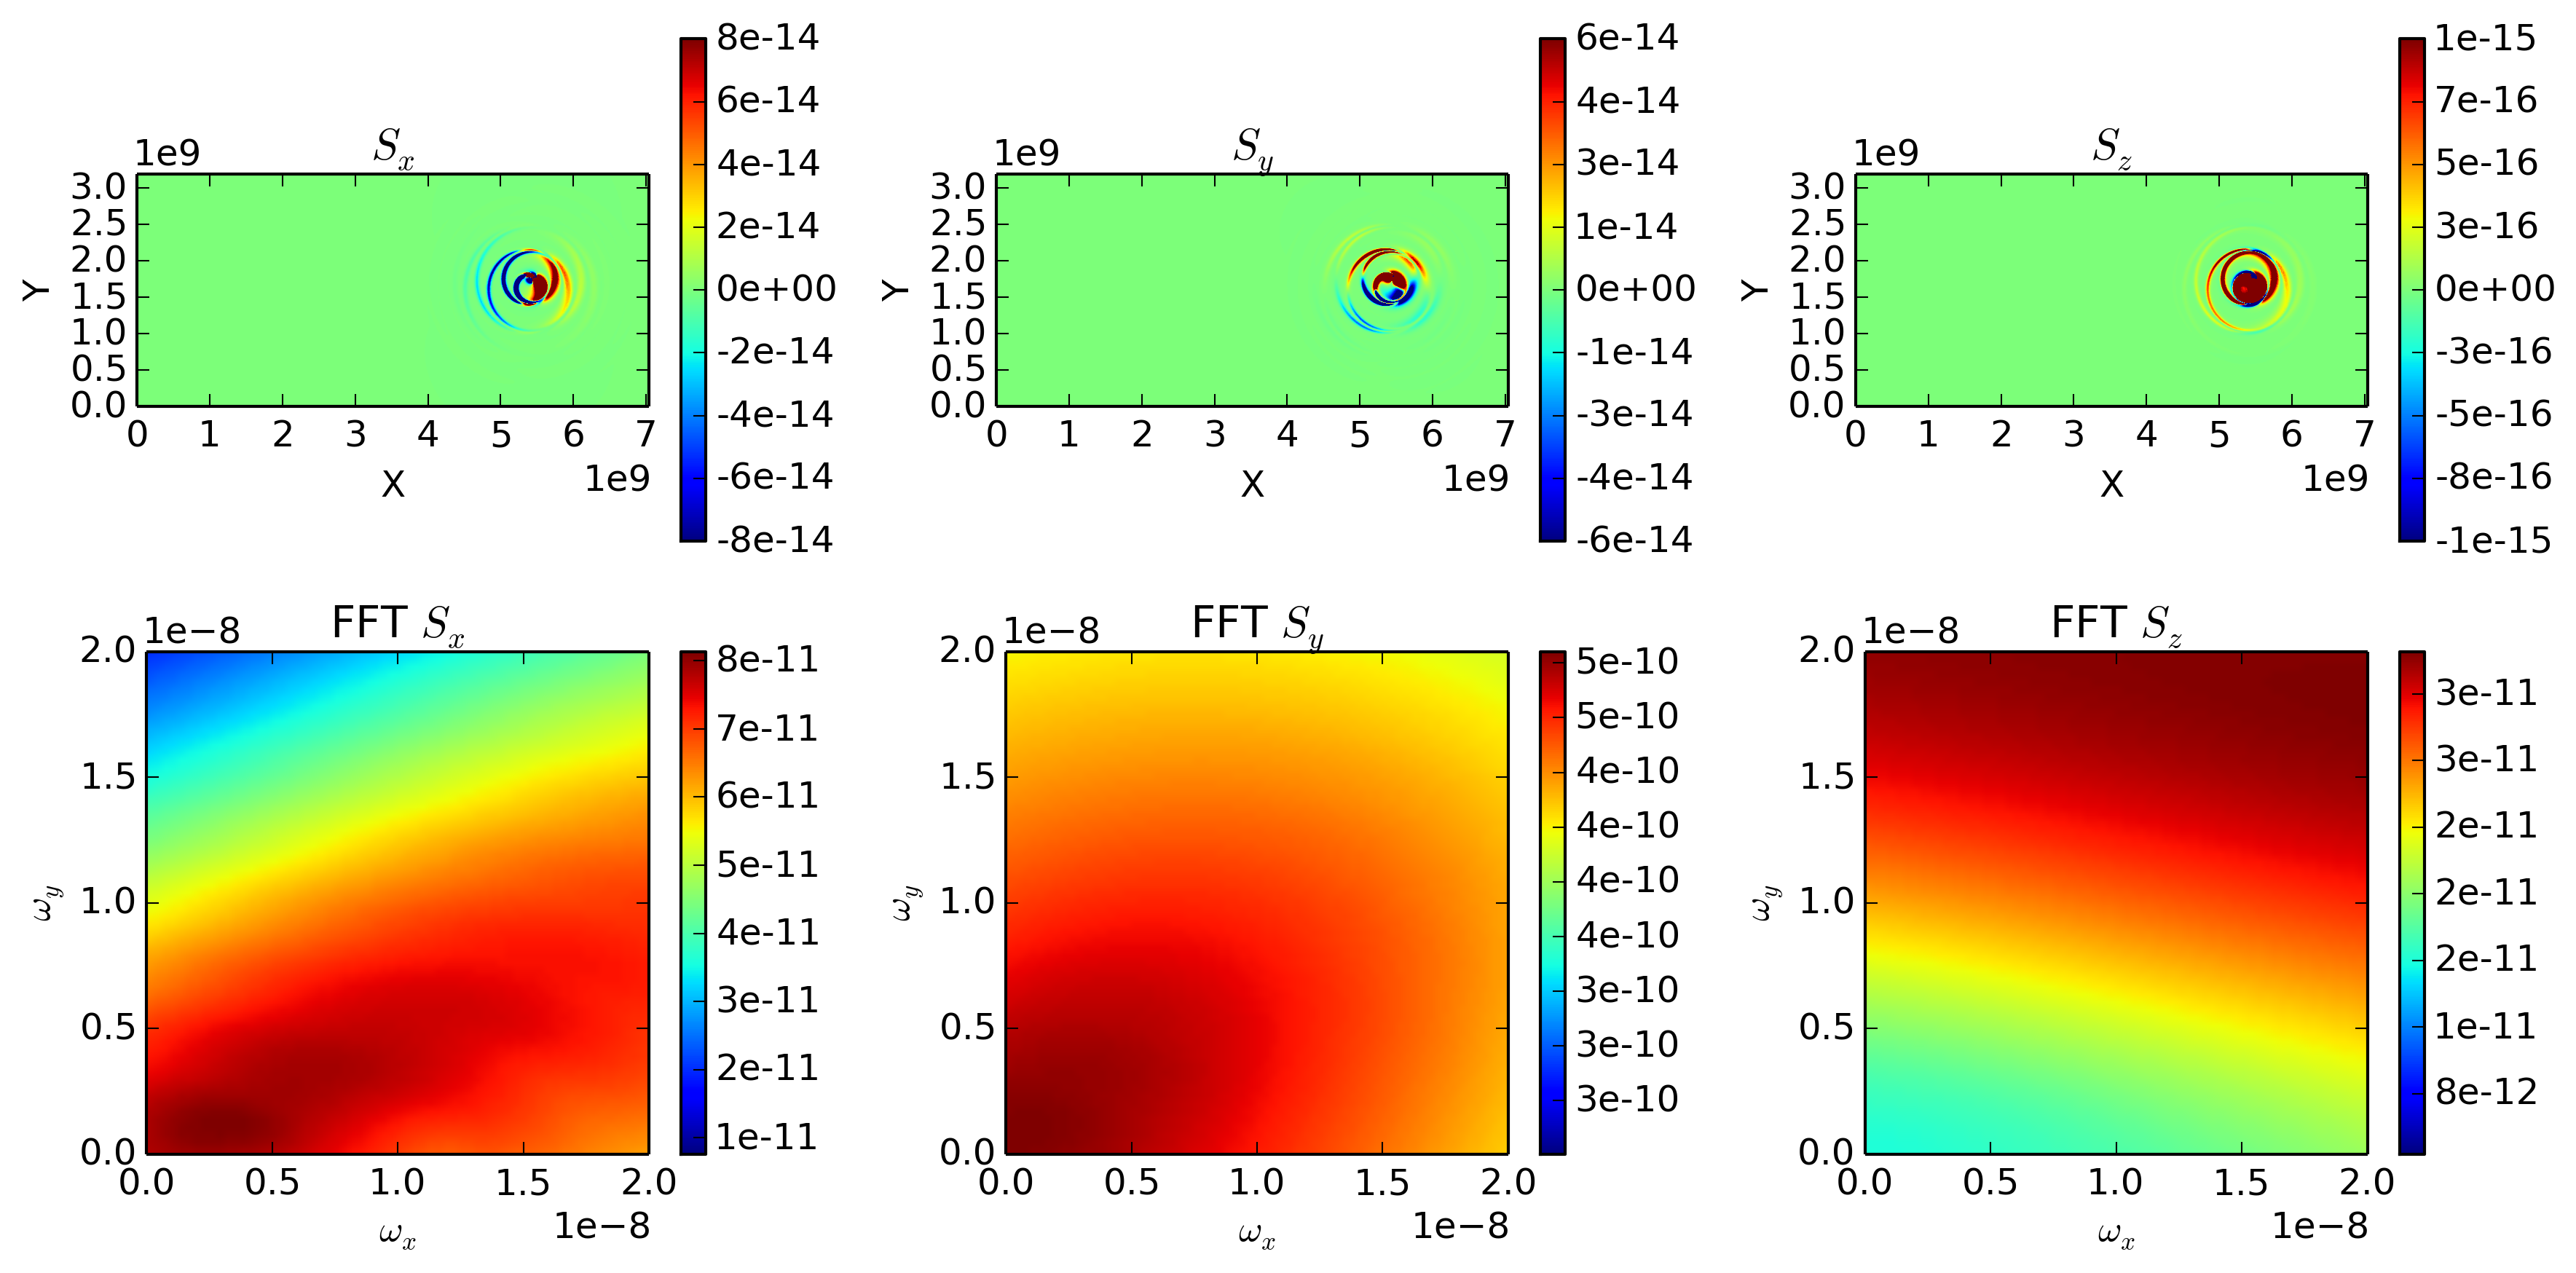 S_x
1e9
Y
3.0
2.5
2.0
1.5
1.0
0.5
0.0
0 1 2 3 4 5 6 7
X
1e9
8e-14
6e-14
4e-14
2e-14
0e+00
-2e-14
-4e-14
-6e-14
-8e-14
S_y
1e9
Y
3.0
2.5
2.0
1.5
1.0
0.5
0.0
0 1 2 3 4 5 6 7
X
1e9
6e-14
4e-14
3e-14
1e-14
0e+00
-1e-14
-3e-14
-4e-14
-6e-14
S_z
1e9
Y
3.0
2.5
2.0
1.5
1.0
0.5
0.0
0 1 2 3 4 5 6 7
X
1e9
1e-15
7e-16
5e-16
3e-16
0e+00
-3e-16
-5e-16
-8e-16
-1e-15
FFT S_x
1e−8
ω_y
2.0
1.5
1.0
0.5
0.0
0.0 0.5 1.0 1.5 2.0
ω_x
1e−8
8e-11
7e-11
6e-11
5e-11
4e-11
3e-11
2e-11
1e-11
FFT S_y
1e−8
ω_y
2.0
1.5
1.0
0.5
0.0
0.0 0.5 1.0 1.5 2.0
ω_x
1e−8
5e-10
5e-10
4e-10
4e-10
4e-10
4e-10
3e-10
3e-10
3e-10
FFT S_z
1e−8
ω_y
2.0
1.5
1.0
0.5
0.0
0.0 0.5 1.0 1.5 2.0
ω_x
1e−8
3e-11
3e-11
2e-11
2e-11
2e-11
1e-11
8e-12